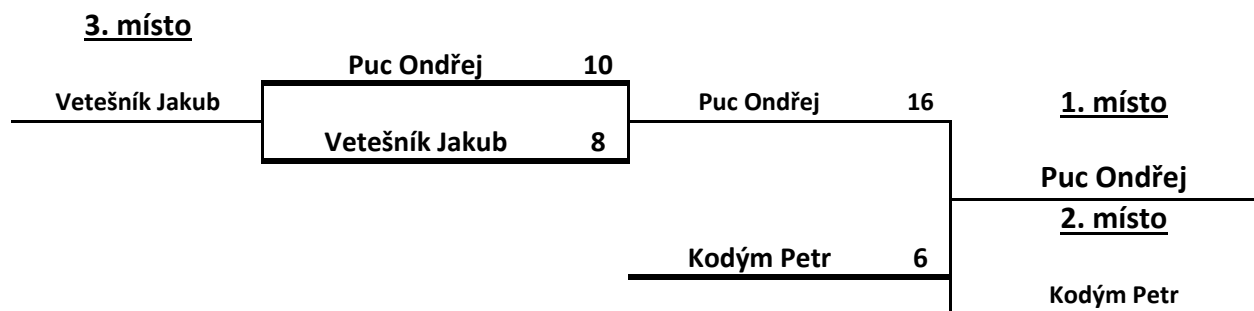 3. místo
Puc Ondřej 10
Vetešník Jakub
Puc Ondřej 16
1. místo
Vetešník Jakub 8
Puc Ondřej
2. místo
Kodým Petr 6
Kodým Petr